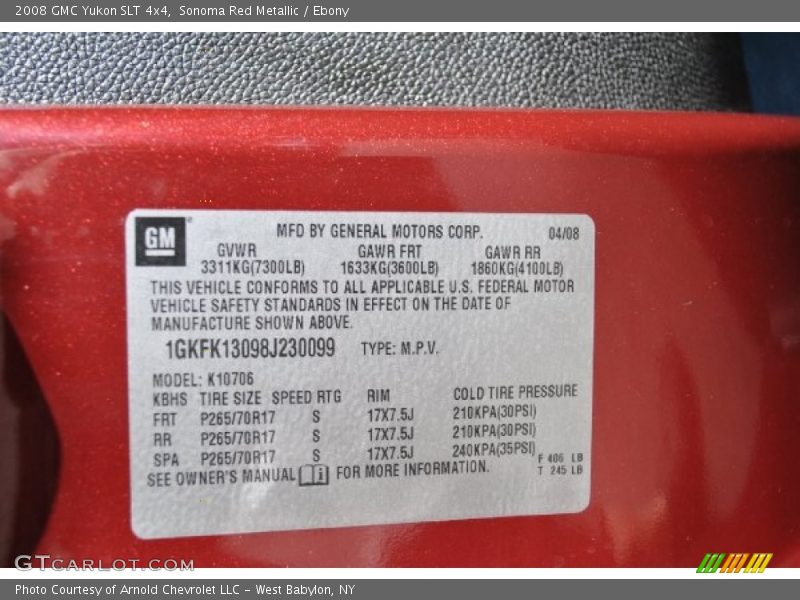 2008 GMC Yukon SLT 4x4, Sonoma Red Metallic / Ebony
GM
MFD BY GENERAL MOTORS CORP. 04/08
GVWR GAWR FRT GAWR RR
3311KG(7300LB) 1633KG(3600LB) 1860KG(4100LB)
THIS VEHICLE CONFORMS TO ALL APPLICABLE U.S. FEDERAL MOTOR
VEHICLE SAFETY STANDARDS IN EFFECT ON THE DATE OF
MANUFACTURE SHOWN ABOVE.
1GKFK13098J230099 TYPE: M.P.V.
MODEL: K10706
KBHS TIRE SIZE SPEED RTG RIM COLD TIRE PRESSURE
FRT P265/70R17 S 17X7.5J 210KPA(30PSI)
RR P265/70R17 S 17X7.5J 210KPA(30PSI)
SPA P265/70R17 S 17X7.5J 240KPA(35PSI)
SEE OWNER'S MANUAL FOR MORE INFORMATION.
F 406 LB
T 245 LB
GTCARLOT.COM
Photo Courtesy of Arnold Chevrolet LLC - West Babylon, NY